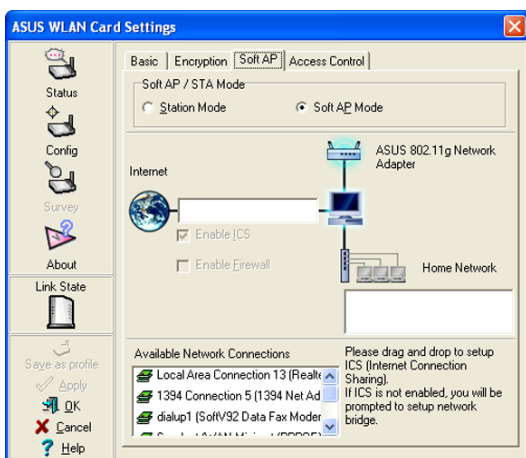 ASUS WLAN Card Settings
Status
Config
Survey
About
Link State
Save as profile
Apply
OK
Cancel
Help
Basic
Encryption
Soft AP
Access Control
Soft AP / STA Mode
Station Mode
Soft AP Mode
Internet
ASUS 802.11g Network
Adapter
Enable ICS
Enable Firewall
Home Network
Available Network Connections
Local Area Connection 13 (Realte
1394 Connection 5 (1394 Net Ad
dialup1 (SoftV92 Data Fax Moder
Please drag and drop to setup
ICS (Internet Connection
Sharing).
If ICS is not enabled, you will be
prompted to setup network
bridge.